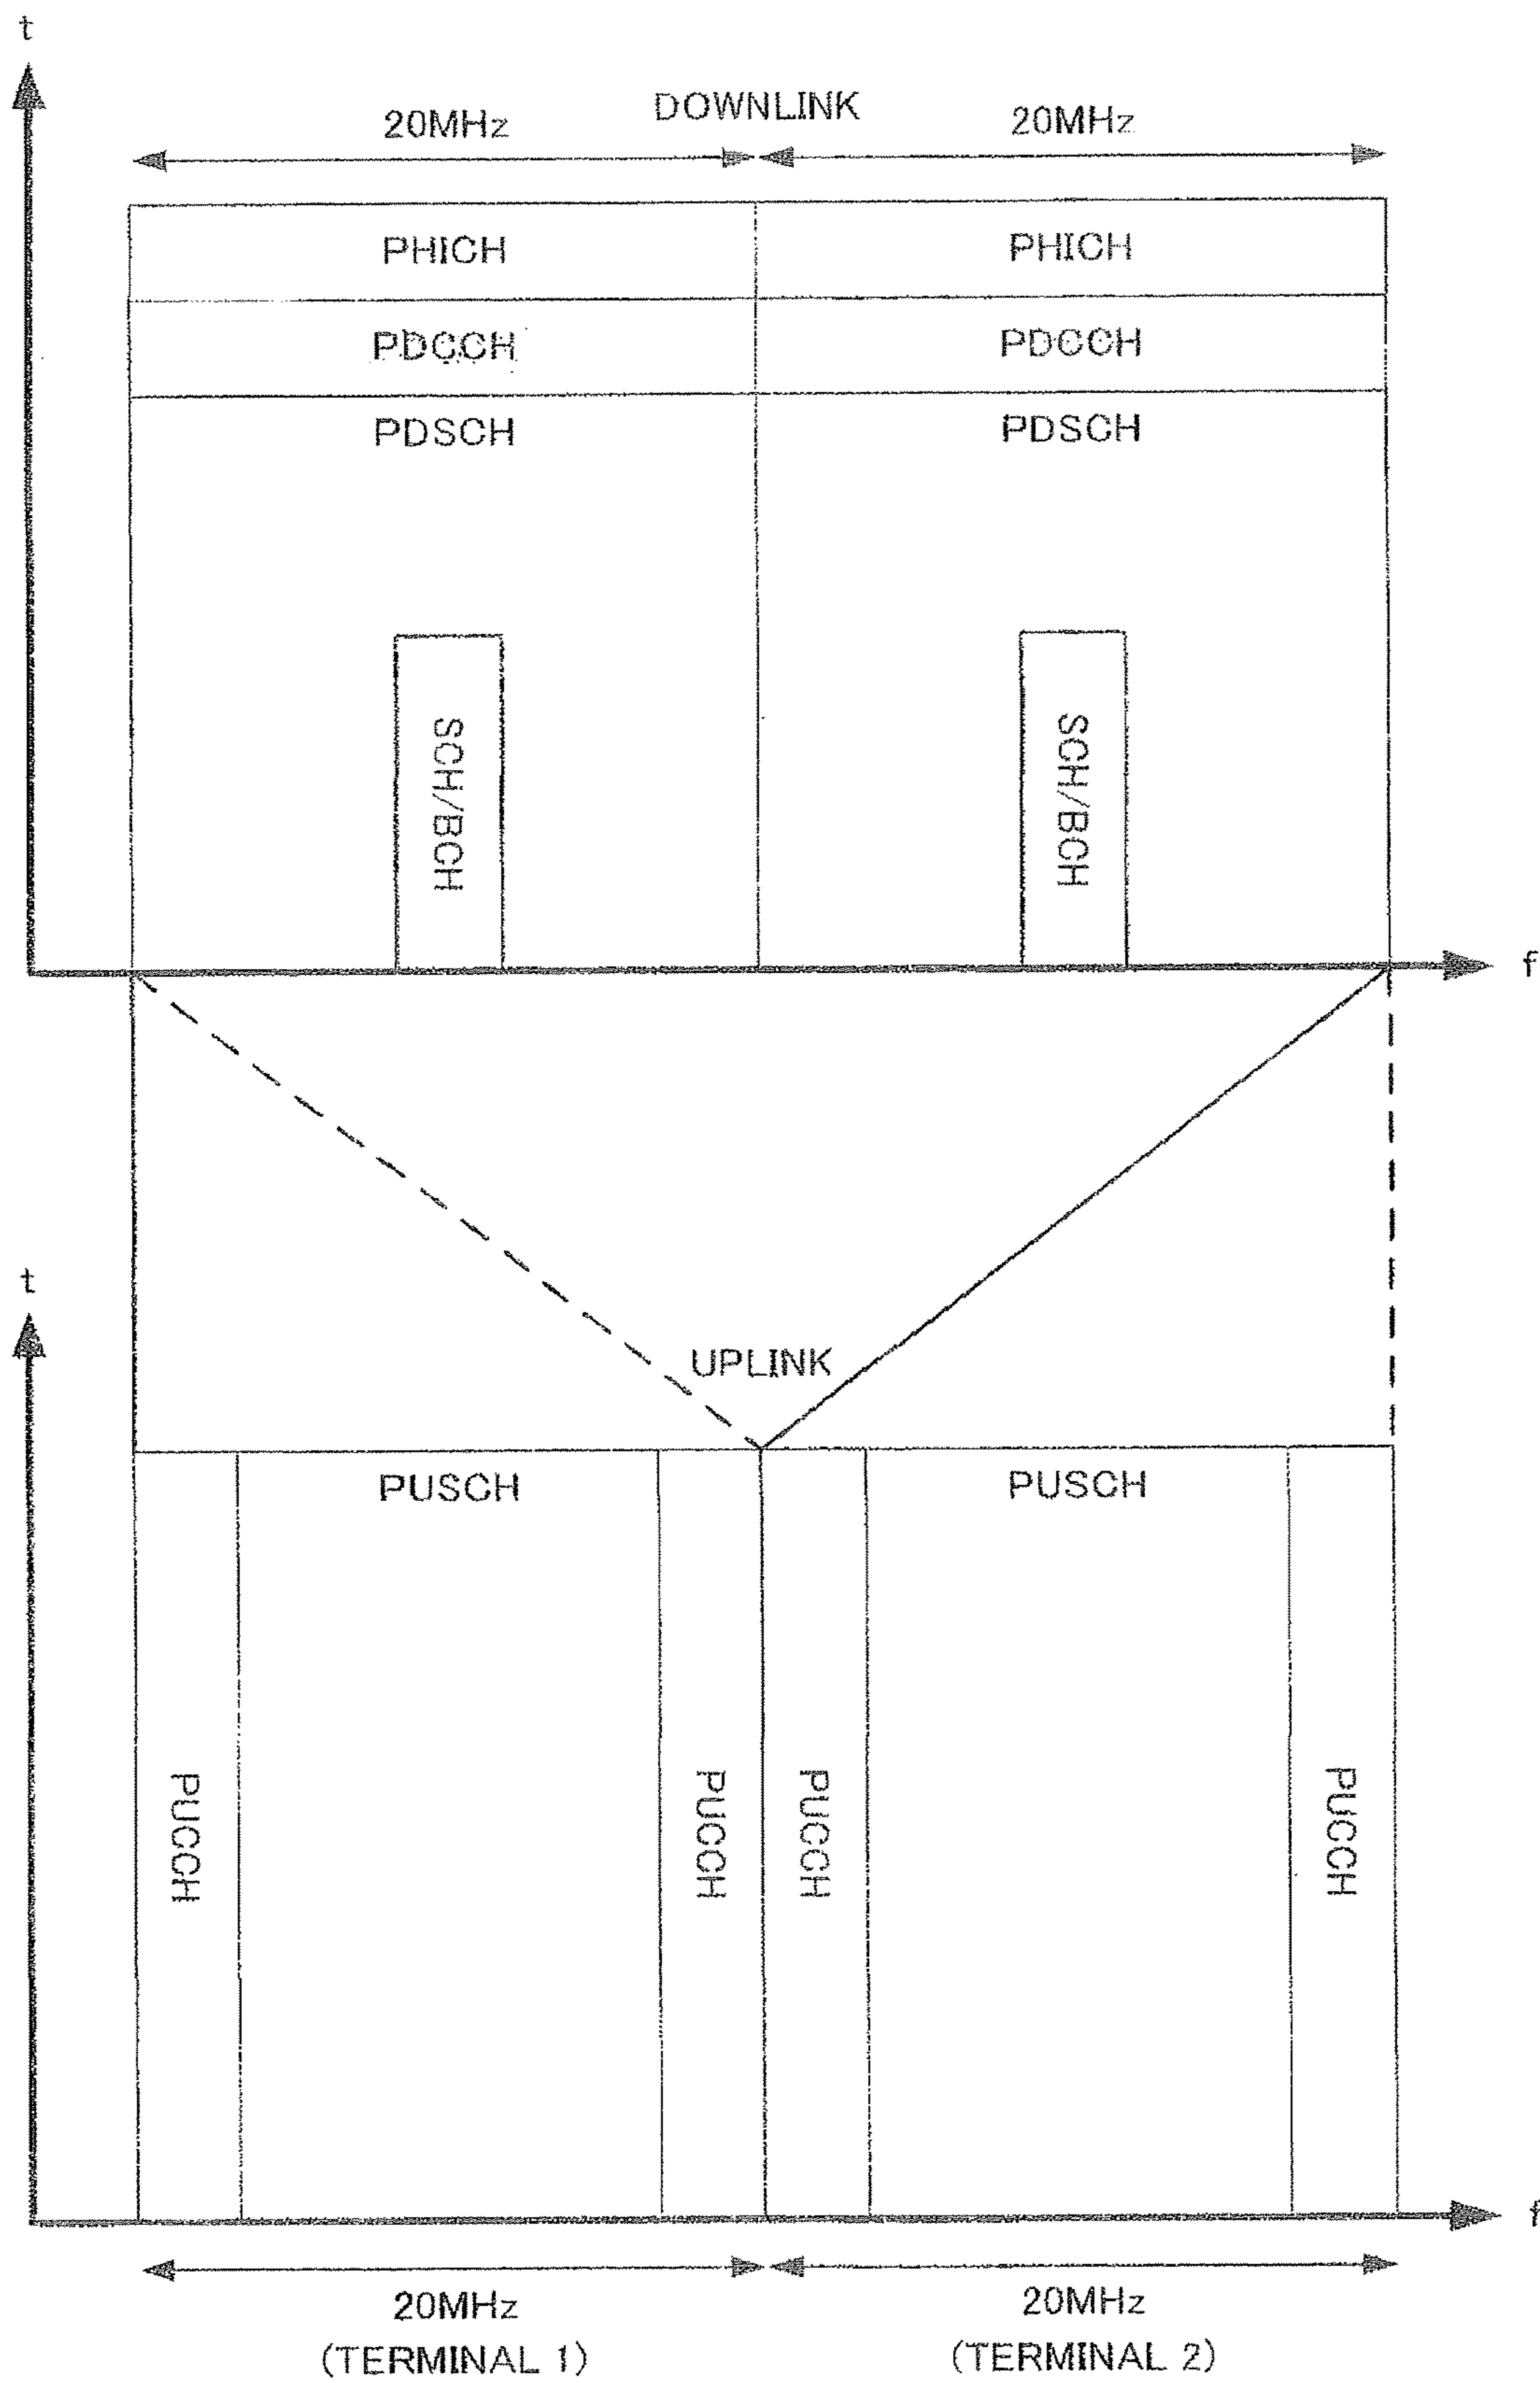 t
DOWNLINK
20MHz
20MHz
PHICH
PHICH
PDCCH
PDCCH
PDSCH
PDSCH
SCH/BCH
SCH/BCH
f
t
UPLINK
PUSCH
PUSCH
PUCCH
PUCCH
PUCCH
PUCCH
f
20MHz
(TERMINAL 1)
20MHz
(TERMINAL 2)